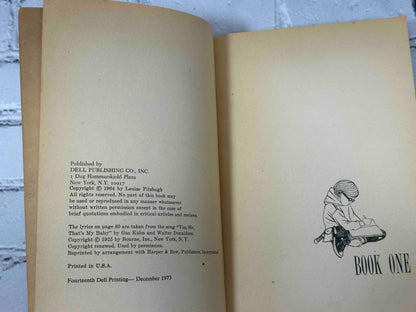 Published by
DELL PUBLISHING CO., INC.
1 Dag Hammarskjold Plaza
New York, N.Y. 10017
Copyright © 1964 by Louise Fitzhugh
All rights reserved. No part of this book may
be used or reproduced in any manner whatsoever
without written permission except in the case of
brief quotations embodied in critical articles and reviews.
The lyrics on page 80 are taken from the song "Yes, Sir,
That's My Baby" by Gus Kahn and Walter Donaldson.
Copyright © 1925 by Bourne, Inc., New York, N. Y.
Copyright renewed. Used by permission.
Reprinted by arrangement with Harper & Row, Publishers, Incorporated
Printed in U.S.A.
Fourteenth Dell Printing—December 1973
BOOK ONE